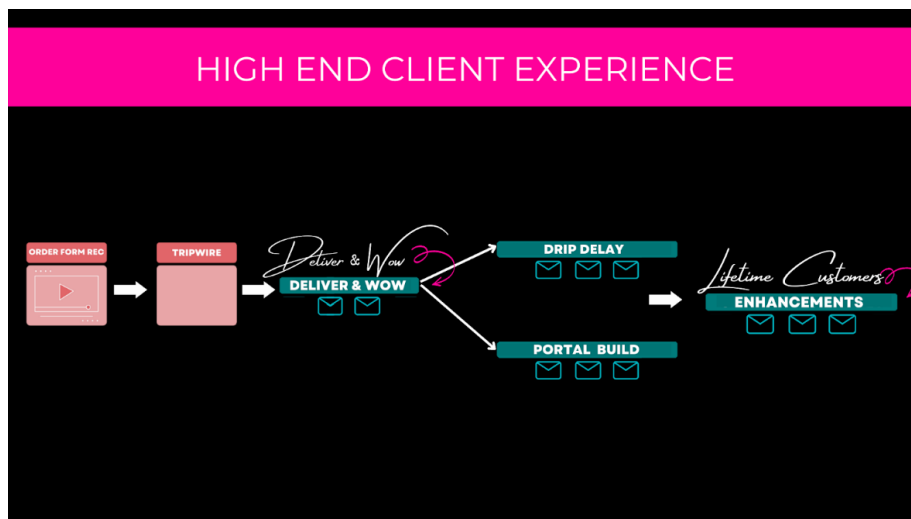 HIGH END CLIENT EXPERIENCE
ORDER FORM REC
TRIPWIRE
Deliver & Wow
DELIVER & WOW
DRIP DELAY
PORTAL BUILD
Lifetime Customers
ENHANCEMENTS